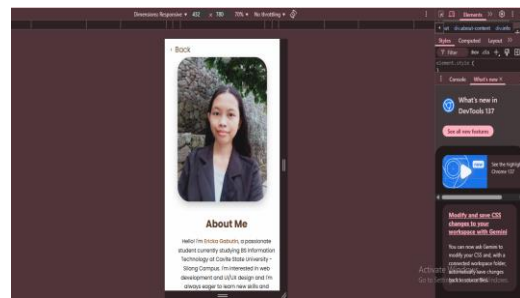 Dimensions: Responsive ▾ 452 x 780 70% ▾ No throttling ▾
Elements
Styles Computed Layout
Filter :hov .cls
element.style {
}
Console What's new ×
What's new in
DevTools 137
See all new features
new
See the highlights
Chrome 137
Modify and save CSS
changes to your
workspace with Gemini
You can now ask Gemini to
modify your CSS and, with a
connected workspace folder,
automatically save changes
back to source files.
Activate Windows
‹ Back
About Me
Hello! I'm Ericka Gabutin, a passionate
student currently studying BS Information
Technology at Cavite State University -
Silang Campus. I'm interested in web
development and UI/UX design and I'm
always eager to learn new skills and